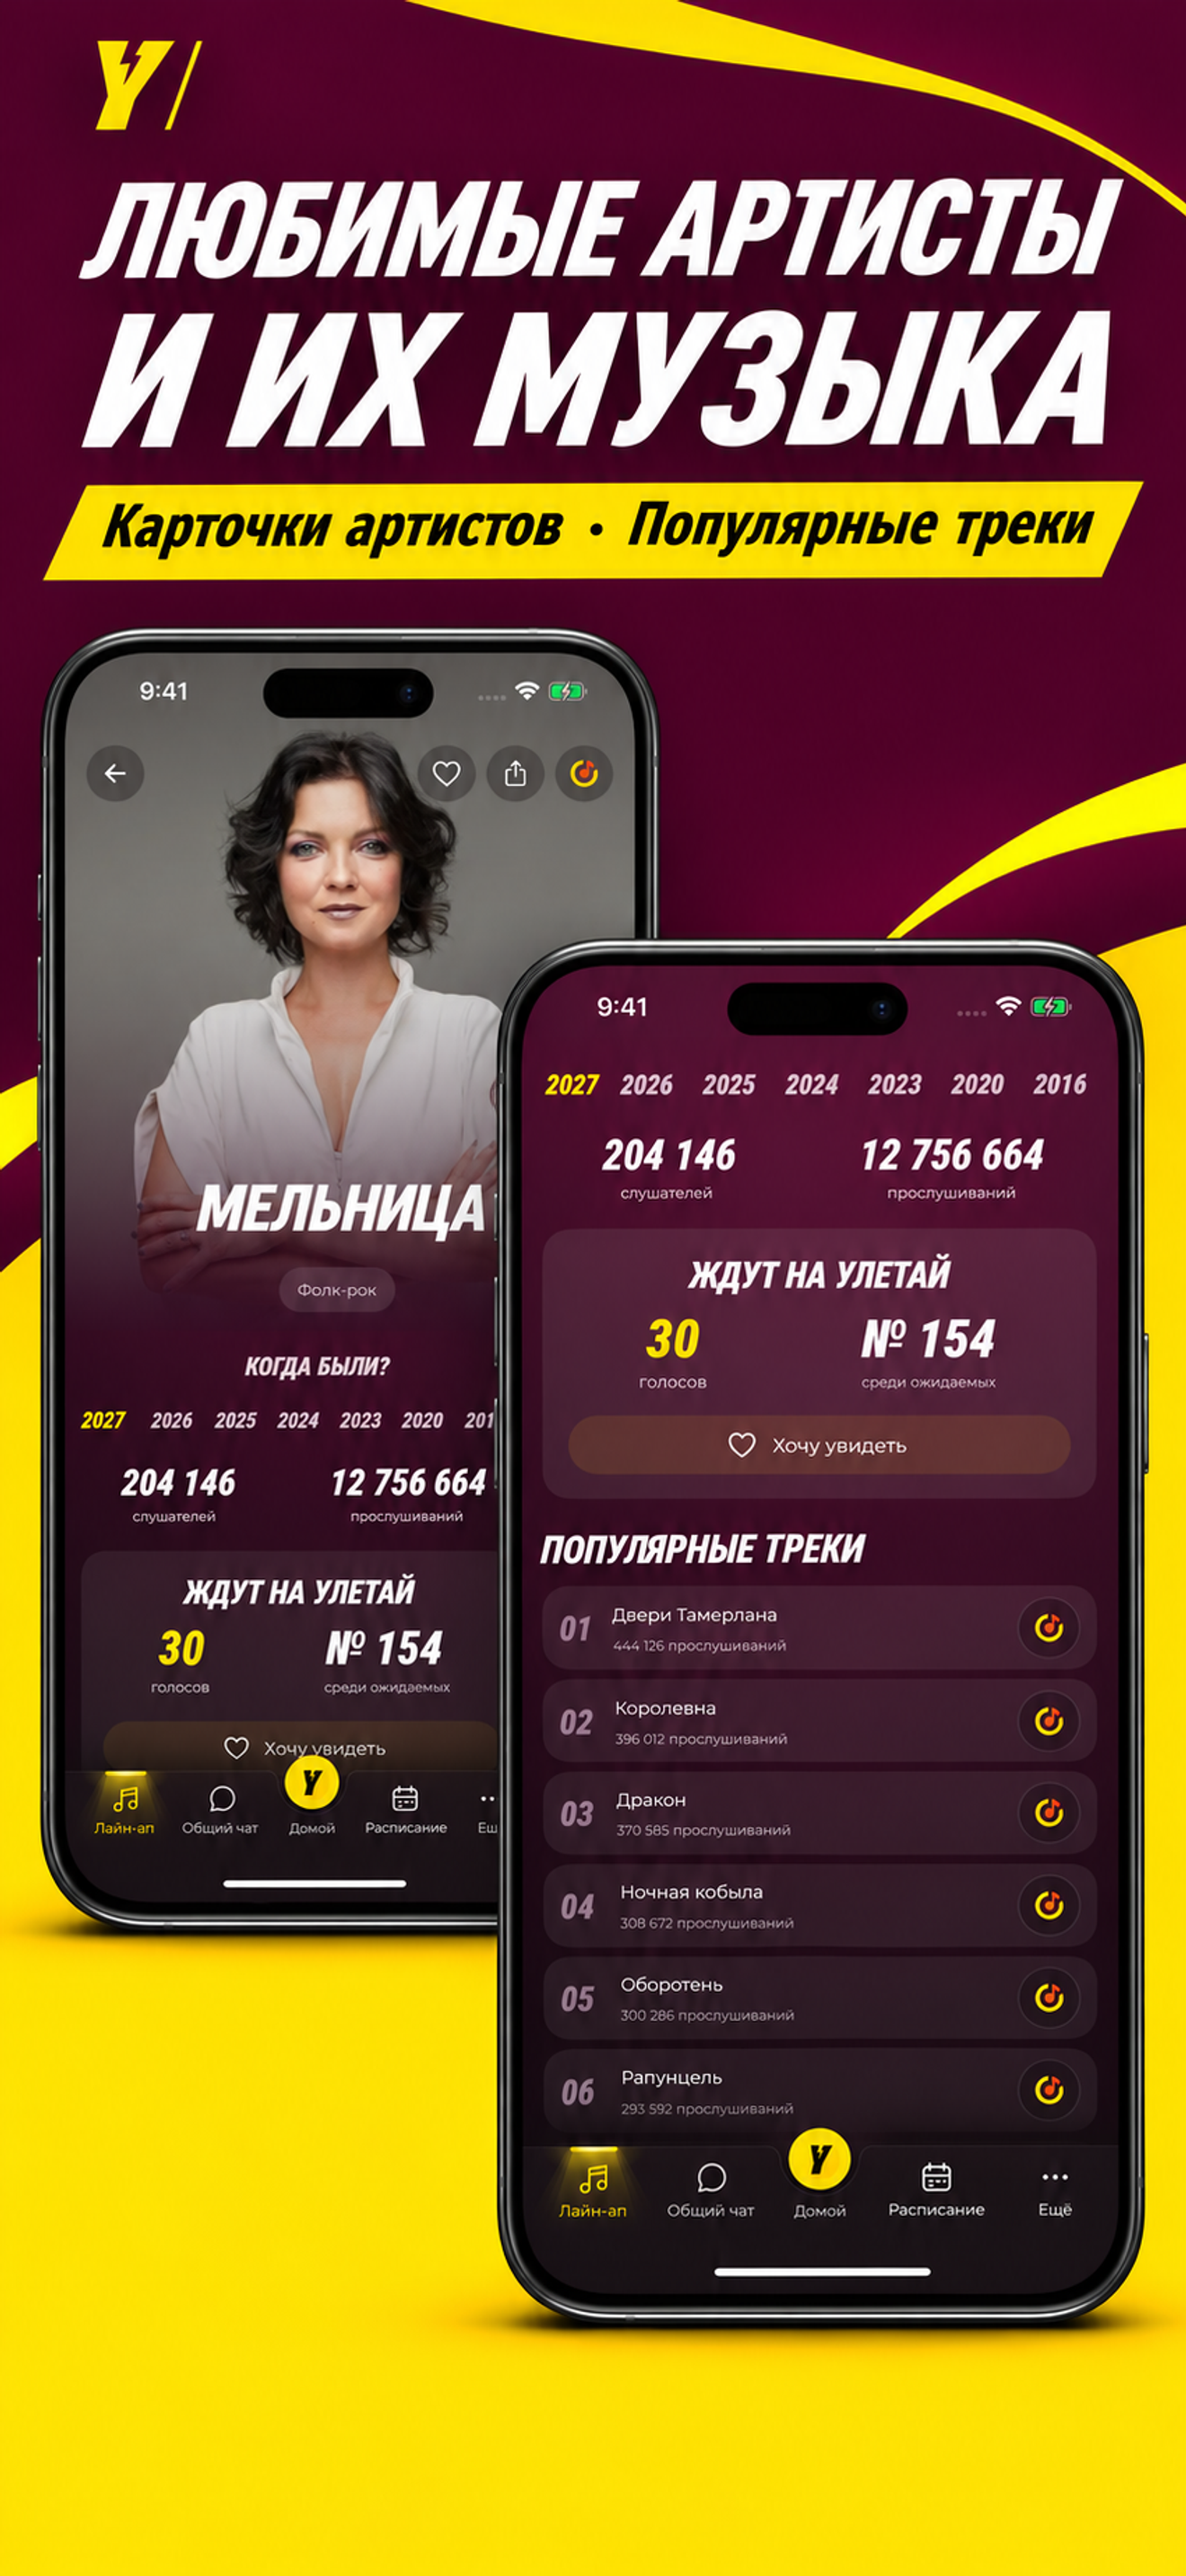 Y/
ЛЮБИМЫЕ АРТИСТЫ
И ИХ МУЗЫКА
Карточки артистов • Популярные треки
9:41
МЕЛЬНИЦА
Фолк-рок
КОГДА БЫЛИ?
2027 2026 2025 2024 2023 2020 201
204 146 12 756 664
слушателей прослушиваний
ЖДУТ НА УЛЕТАЙ
30 № 154
голосов среди ожидаемых
Хочу увидеть
Y
Лайн-ап Общий чат Домой Расписание Ещ
9:41
2027 2026 2025 2024 2023 2020 2016
204 146 12 756 664
слушателей прослушиваний
ЖДУТ НА УЛЕТАЙ
30 № 154
голосов среди ожидаемых
Хочу увидеть
ПОПУЛЯРНЫЕ ТРЕКИ
01 Двери Тамерлана
444 126 прослушиваний
02 Королевна
396 012 прослушиваний
03 Дракон
370 585 прослушиваний
04 Ночная кобыла
308 672 прослушиваний
05 Оборотень
300 286 прослушиваний
06 Рапунцель
293 592 прослушиваний
Y
Лайн-ап Общий чат Домой Расписание Ещё